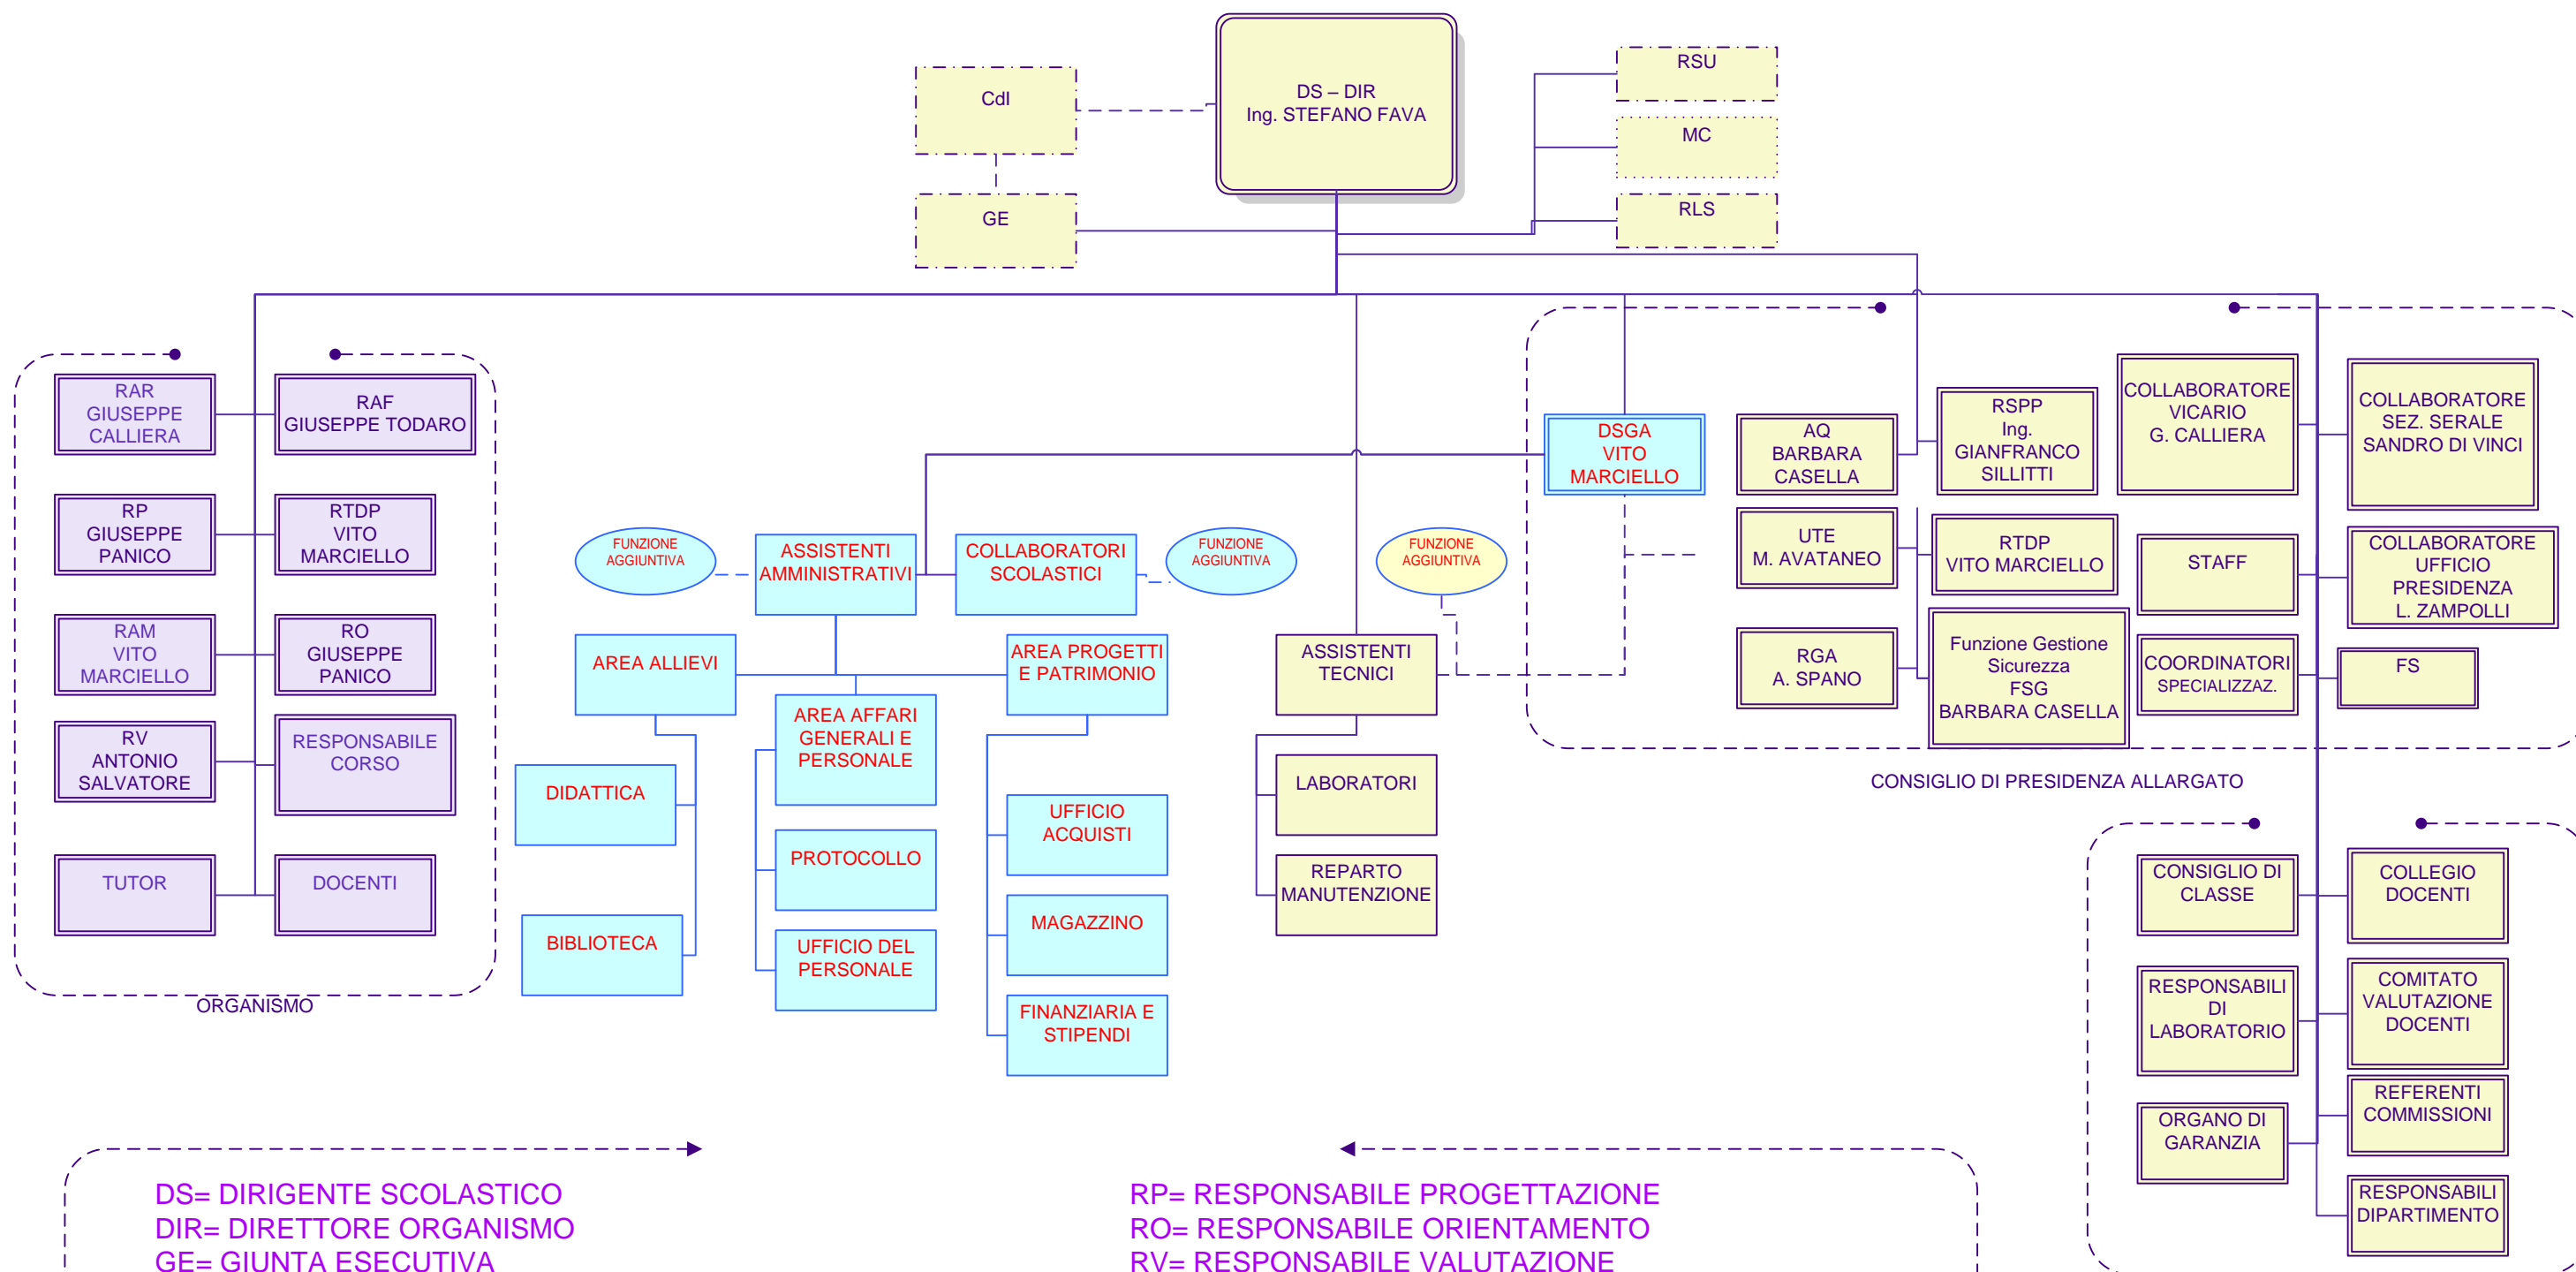 CdI
DS – DIR
Ing. STEFANO FAVA
RSU
MC
GE
RLS
RAR
GIUSEPPE
CALLIERA
RAF
GIUSEPPE TODARO
RP
GIUSEPPE
PANICO
RTDP
VITO
MARCIELLO
RAM
VITO
MARCIELLO
RO
GIUSEPPE
PANICO
RV
ANTONIO
SALVATORE
RESPONSABILE
CORSO
TUTOR
DOCENTI
ORGANISMO
FUNZIONE
AGGIUNTIVA
ASSISTENTI
AMMINISTRATIVI
COLLABORATORI
SCOLASTICI
FUNZIONE
AGGIUNTIVA
FUNZIONE
AGGIUNTIVA
AREA ALLIEVI
AREA PROGETTI
E PATRIMONIO
AREA AFFARI
GENERALI E
PERSONALE
DIDATTICA
BIBLIOTECA
PROTOCOLLO
UFFICIO DEL
PERSONALE
UFFICIO
ACQUISTI
MAGAZZINO
FINANZIARIA E
STIPENDI
ASSISTENTI
TECNICI
LABORATORI
REPARTO
MANUTENZIONE
DSGA
VITO
MARCIELLO
AQ
BARBARA
CASELLA
RSPP
Ing.
GIANFRANCO
SILLITTI
COLLABORATORE
VICARIO
G. CALLIERA
COLLABORATORE
SEZ. SERALE
SANDRO DI VINCI
UTE
M. AVATANEO
RTDP
VITO MARCIELLO
STAFF
COLLABORATORE
UFFICIO
PRESIDENZA
L. ZAMPOLLI
RGA
A. SPANO
Funzione Gestione
Sicurezza
FSG
BARBARA CASELLA
COORDINATORI
SPECIALIZZAZ.
FS
CONSIGLIO DI PRESIDENZA ALLARGATO
CONSIGLIO DI
CLASSE
COLLEGIO
DOCENTI
RESPONSABILI
DI
LABORATORIO
COMITATO
VALUTAZIONE
DOCENTI
ORGANO DI
GARANZIA
REFERENTI
COMMISSIONI
RESPONSABILI
DIPARTIMENTO
DS= DIRIGENTE SCOLASTICO
DIR= DIRETTORE ORGANISMO
GE= GIUNTA ESECUTIVA
RP= RESPONSABILE PROGETTAZIONE
RO= RESPONSABILE ORIENTAMENTO
RV= RESPONSABILE VALUTAZIONE